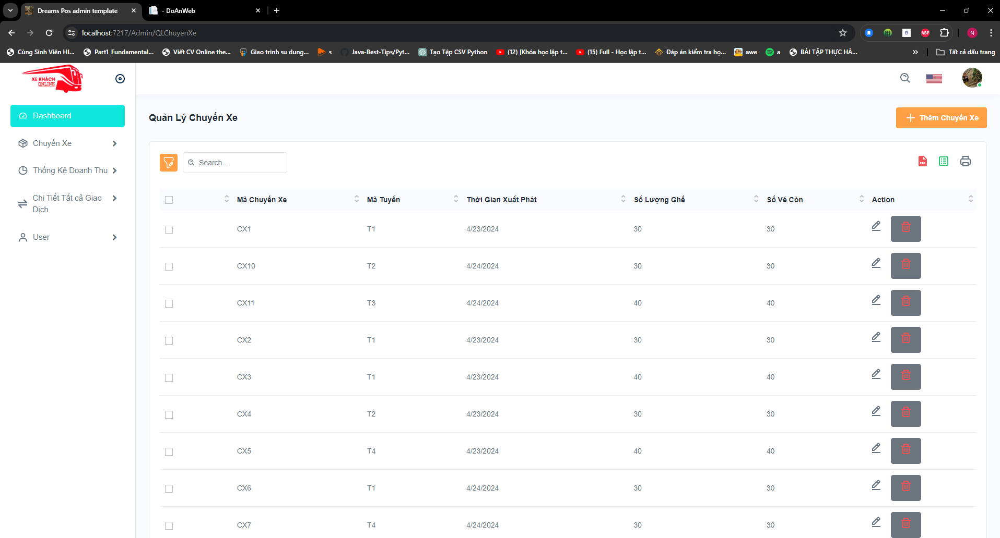 Dreams Pos admin template
- DoAnWeb
localhost:7217/Admin/QLChuyenXe
ABP
N
Cùng Sinh Viên HI...
Part1_Fundamental...
Viết CV Online the...
Giao trinh su dung...
s
Java-Best-Tips/Pyt...
Tạo Tệp CSV Python
(12) [Khóa học lập t...
(15) Full - Học lập t...
Đáp án kiểm tra họ...
awe
a
BÀI TẬP THỰC HÀ...
Tất cả dấu trang
XE KHÁCH
ONLINE
Dashboard
Chuyến Xe
Thống Kê Doanh Thu
Chi Tiết Tất cả Giao
Dịch
User
Quản Lý Chuyến Xe
Thêm Chuyến Xe
Search...
PDF
Mã Chuyến Xe Mã Tuyến Thời Gian Xuất Phát Số Lượng Ghế Số Vé Còn Action
CX1 T1 4/23/2024 30 30
CX10 T2 4/24/2024 30 30
CX11 T3 4/24/2024 40 40
CX2 T1 4/23/2024 30 30
CX3 T1 4/23/2024 40 40
CX4 T2 4/23/2024 30 30
CX5 T4 4/23/2024 40 40
CX6 T1 4/24/2024 30 30
CX7 T4 4/24/2024 30 30